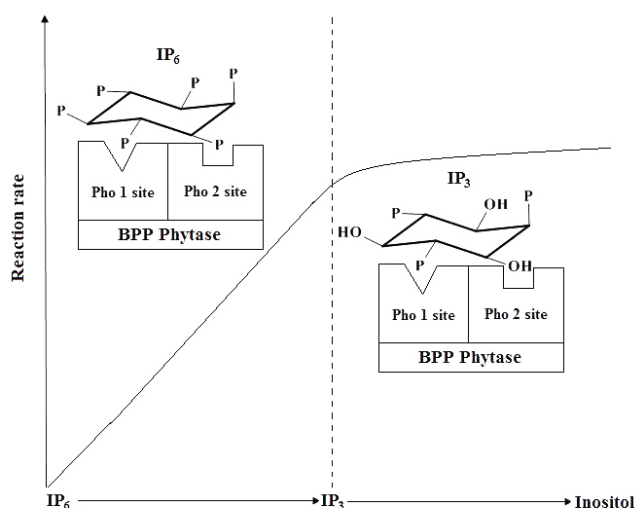 IP6
P
P
P
P
P
P
Pho 1 site
Pho 2 site
BPP Phytase
Reaction rate
IP3
P
OH
P
HO
P
OH
Pho 1 site
Pho 2 site
BPP Phytase
IP6
IP3
Inositol